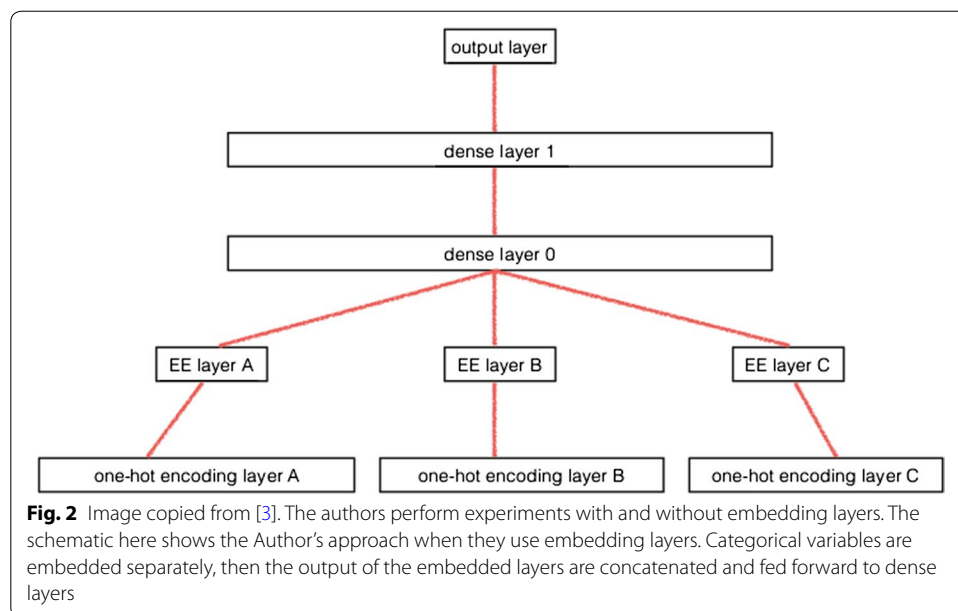 output layer
dense layer 1
dense layer 0
EE layer A
EE layer B
EE layer C
one-hot encoding layer A
one-hot encoding layer B
one-hot encoding layer C
Fig. 2 Image copied from [3]. The authors perform experiments with and without embedding layers. The
schematic here shows the Author's approach when they use embedding layers. Categorical variables are
embedded separately, then the output of the embedded layers are concatenated and fed forward to dense
layers